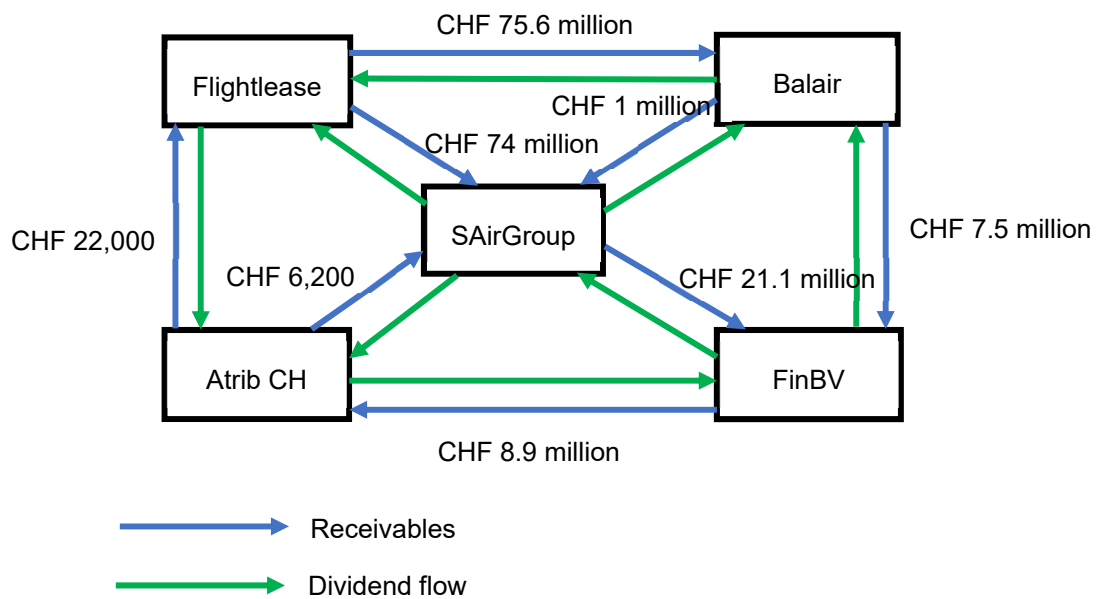 CHF 75.6 million
Flightlease
Balair
CHF 1 million
CHF 74 million
SAirGroup
CHF 22,000
CHF 7.5 million
CHF 6,200
CHF 21.1 million
Atrib CH
FinBV
CHF 8.9 million
Receivables
Dividend flow